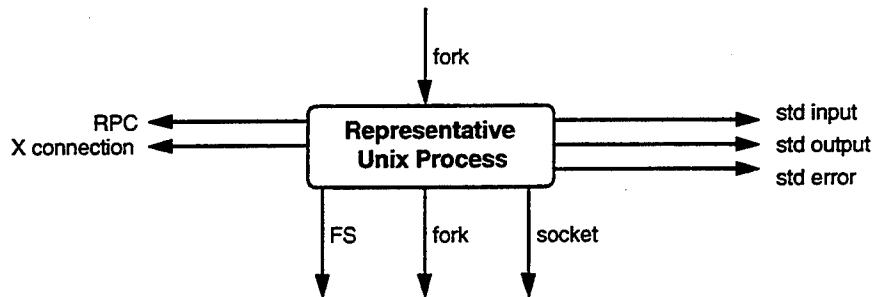 fork
RPC
X connection
Representative
Unix Process
std input
std output
std error
FS
fork
socket